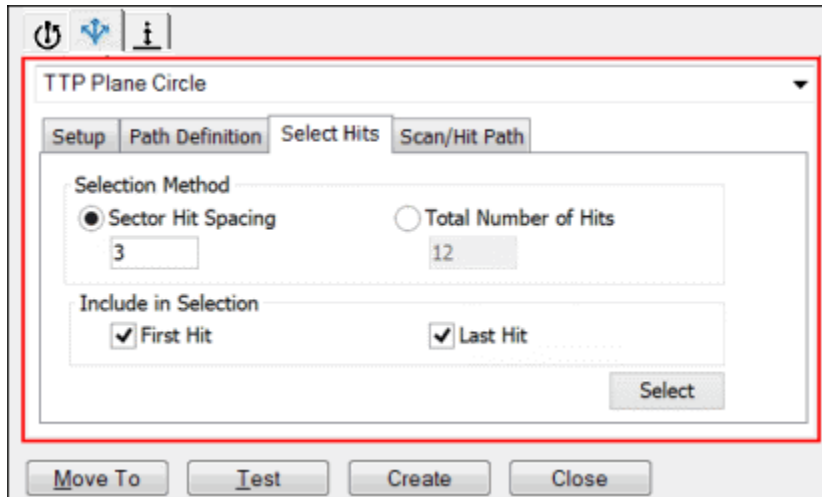 TTP Plane Circle
Setup Path Definition Select Hits Scan/Hit Path
Selection Method
Sector Hit Spacing Total Number of Hits
3 12
Include in Selection
First Hit Last Hit
Select
Move To Test Create Close